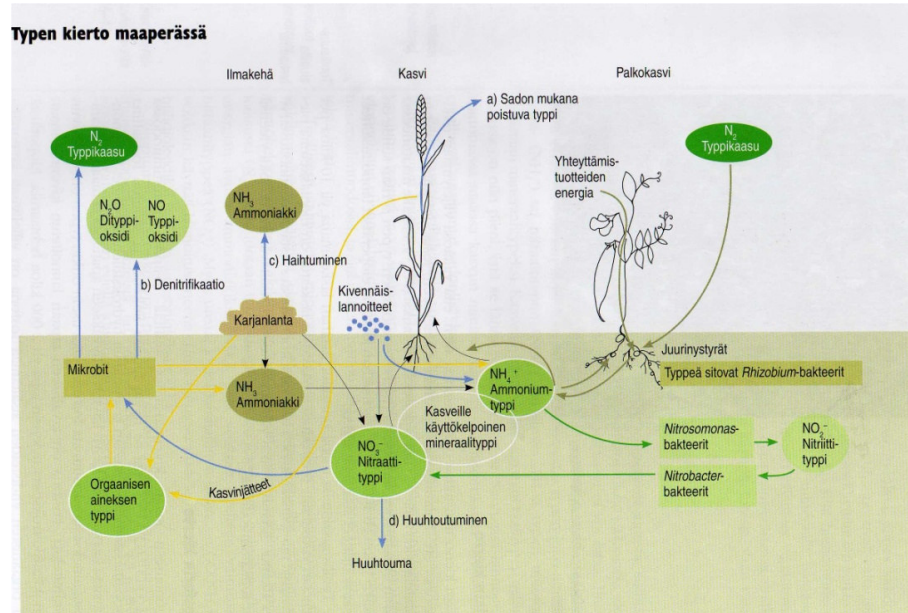 Typen kierto maaperässä
Ilmakehä
Kasvi
Palkokasvi
a) Sadon mukana
poistuva typpi
N2
Typpikaasu
N2
Typpikaasu
Yhteyttämis-
tuotteiden
energia
N2O
Dityppi-
oksidi
NO
Typpi-
oksidi
NH3
Ammoniakki
b) Denitrifikaatio
c) Haihtuminen
Kivennäis-
lannoitteet
Karjanlanta
Juurinystyrät
Mikrobit
NH3
Ammoniakki
NH4+
Ammonium-
typpi
Typpeä sitovat Rhizobium-bakteerit
Kasveille
käyttökelpoinen
mineraalityppi
Nitrosomonas-
bakteerit
NO2−
Nitriitti-
typpi
NO3−
Nitraatti-
typpi
Nitrobacter-
bakteerit
Orgaanisen
aineksen
typpi
Kasvinjätteet
d) Huuhtoutuminen
Huuhtouma